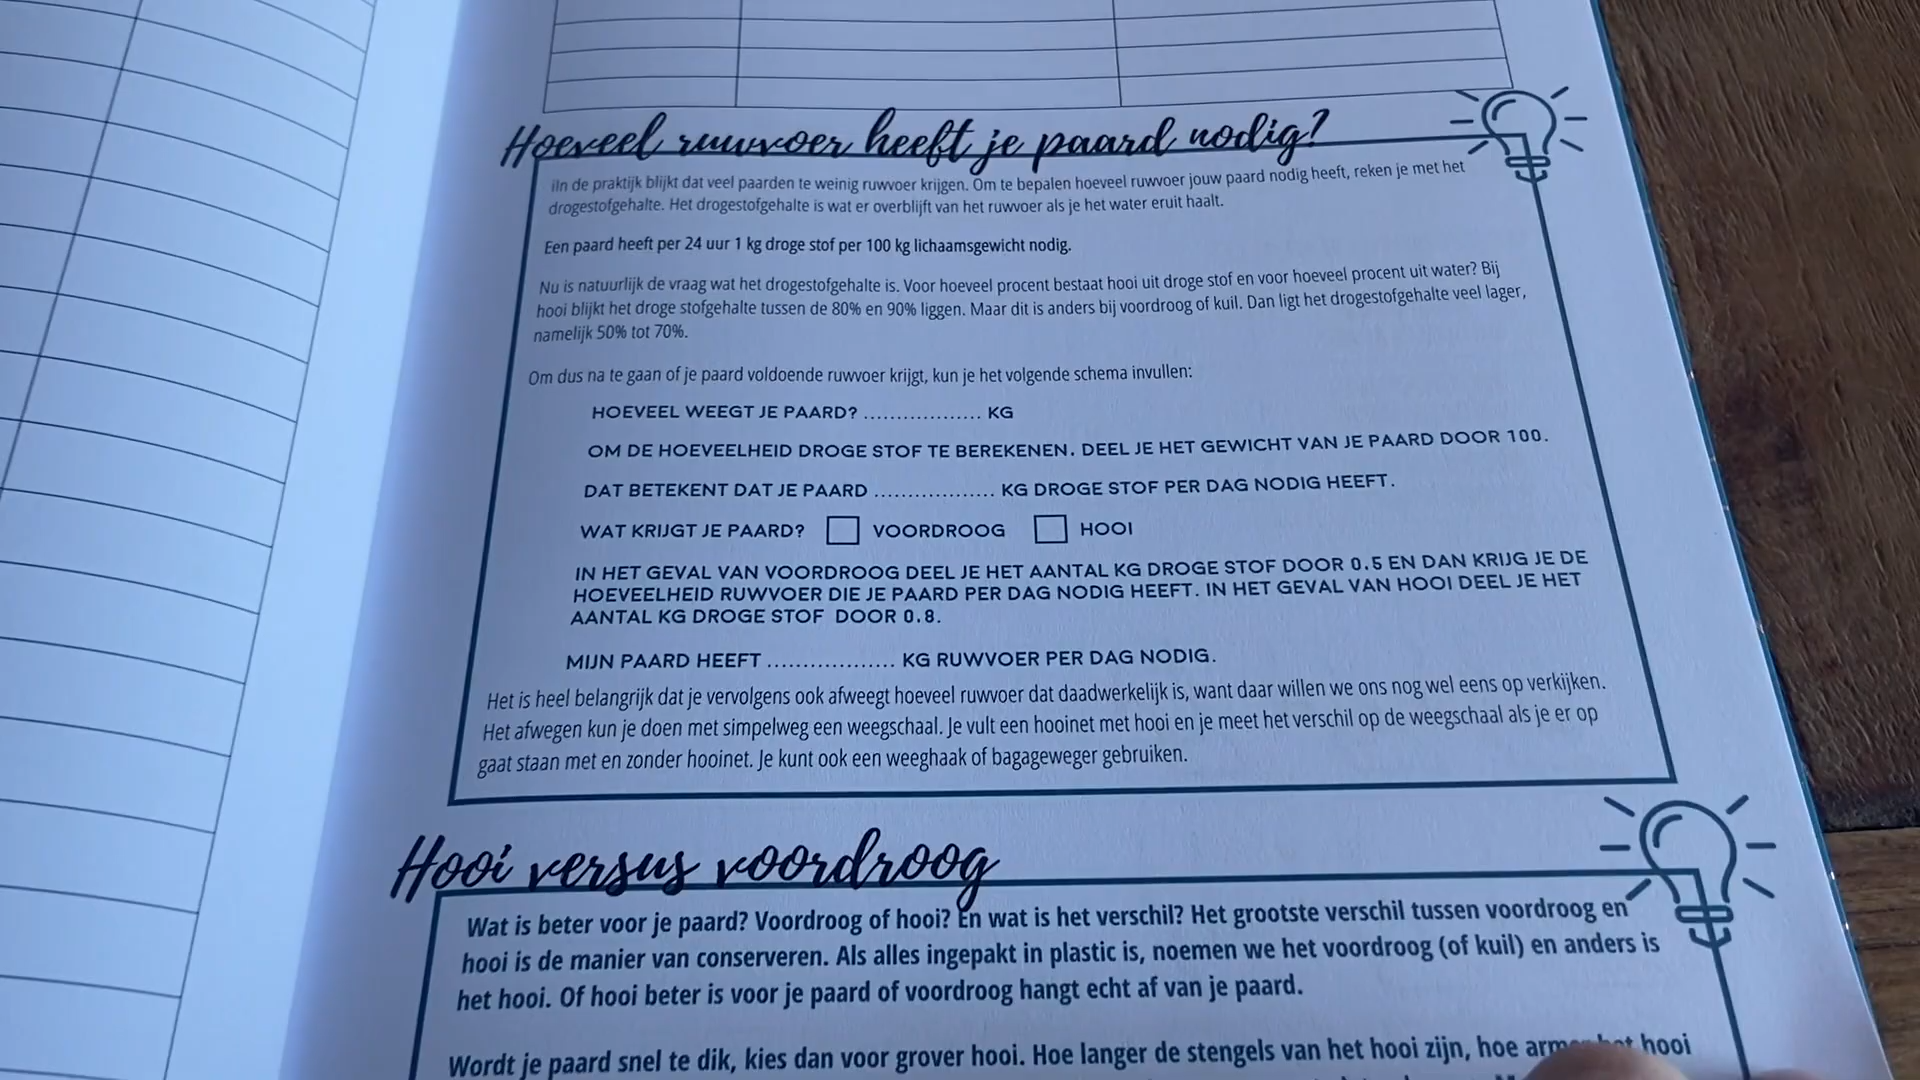 Hoeveel ruwvoer heeft je paard nodig?
iIn de praktijk blijkt dat veel paarden te weinig ruwvoer krijgen. Om te bepalen hoeveel ruwvoer jouw paard nodig heeft, reken je met het
drogestofgehalte. Het drogestofgehalte is wat er overblijft van het ruwvoer als je het water eruit haalt.
Een paard heeft per 24 uur 1 kg droge stof per 100 kg lichaamsgewicht nodig.
Nu is natuurlijk de vraag wat het drogestofgehalte is. Voor hoeveel procent bestaat hooi uit droge stof en voor hoeveel procent uit water? Bij
hooi blijkt het droge stofgehalte tussen de 80% en 90% liggen. Maar dit is anders bij voordroog of kuil. Dan ligt het drogestofgehalte veel lager,
namelijk 50% tot 70%.
Om dus na te gaan of je paard voldoende ruwvoer krijgt, kun je het volgende schema invullen:
HOEVEEL WEEGT JE PAARD? .................. KG
OM DE HOEVEELHEID DROGE STOF TE BEREKENEN. DEEL JE HET GEWICHT VAN JE PAARD DOOR 100.
DAT BETEKENT DAT JE PAARD .................. KG DROGE STOF PER DAG NODIG HEEFT.
WAT KRIJGT JE PAARD? VOORDROOG HOOI
IN HET GEVAL VAN VOORDROOG DEEL JE HET AANTAL KG DROGE STOF DOOR 0.5 EN DAN KRIJG JE DE
HOEVEELHEID RUWVOER DIE JE PAARD PER DAG NODIG HEEFT. IN HET GEVAL VAN HOOI DEEL JE HET
AANTAL KG DROGE STOF DOOR 0.8.
MIJN PAARD HEEFT ................... KG RUWVOER PER DAG NODIG.
Het is heel belangrijk dat je vervolgens ook afweegt hoeveel ruwvoer dat daadwerkelijk is, want daar willen we ons nog wel eens op verkijken.
Het afwegen kun je doen met simpelweg een weegschaal. Je vult een hooinet met hooi en je meet het verschil op de weegschaal als je er op
gaat staan met en zonder hooinet. Je kunt ook een weeghaak of bagageweger gebruiken.
Hooi versus voordroog
Wat is beter voor je paard? Voordroog of hooi? En wat is het verschil? Het grootste verschil tussen voordroog en
hooi is de manier van conserveren. Als alles ingepakt in plastic is, noemen we het voordroog (of kuil) en anders is
het hooi. Of hooi beter is voor je paard of voordroog hangt echt af van je paard.
Wordt je paard snel te dik, kies dan voor grover hooi. Hoe langer de stengels van het hooi zijn, hoe hooi